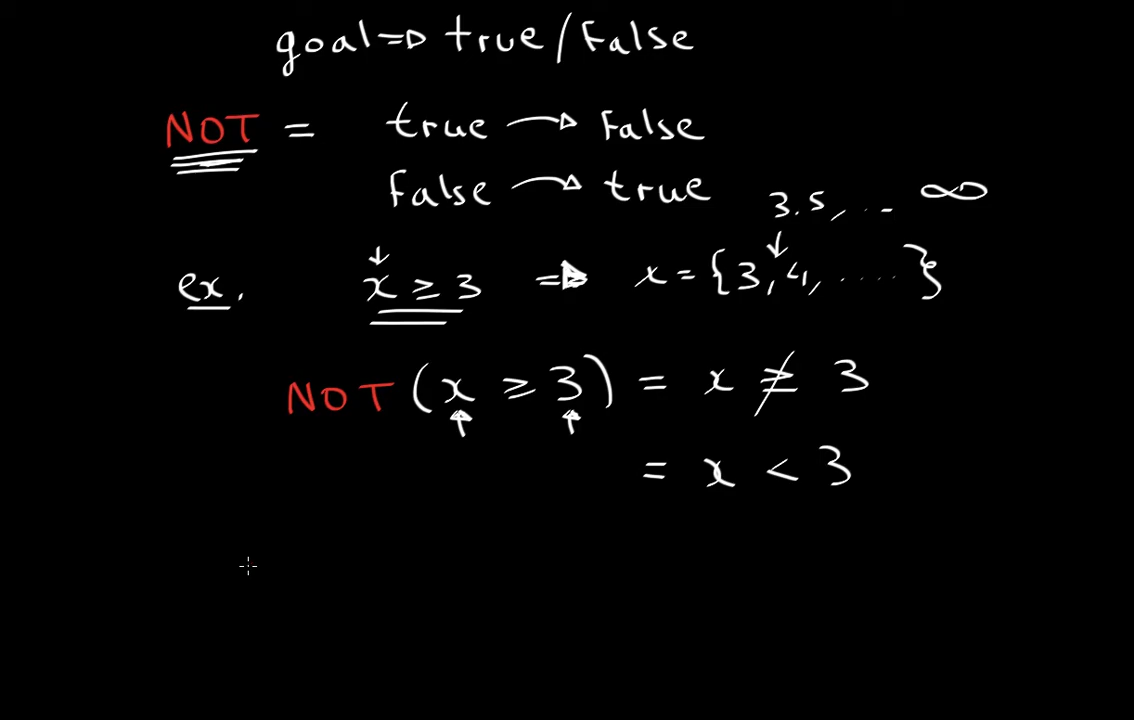 goal => true/False
NOT = true → False
False → true
3.5, ... ∞
ex. x ≥ 3 => x = {3, 4, .....}
NOT (x ≥ 3) = x ≱ 3
= x < 3